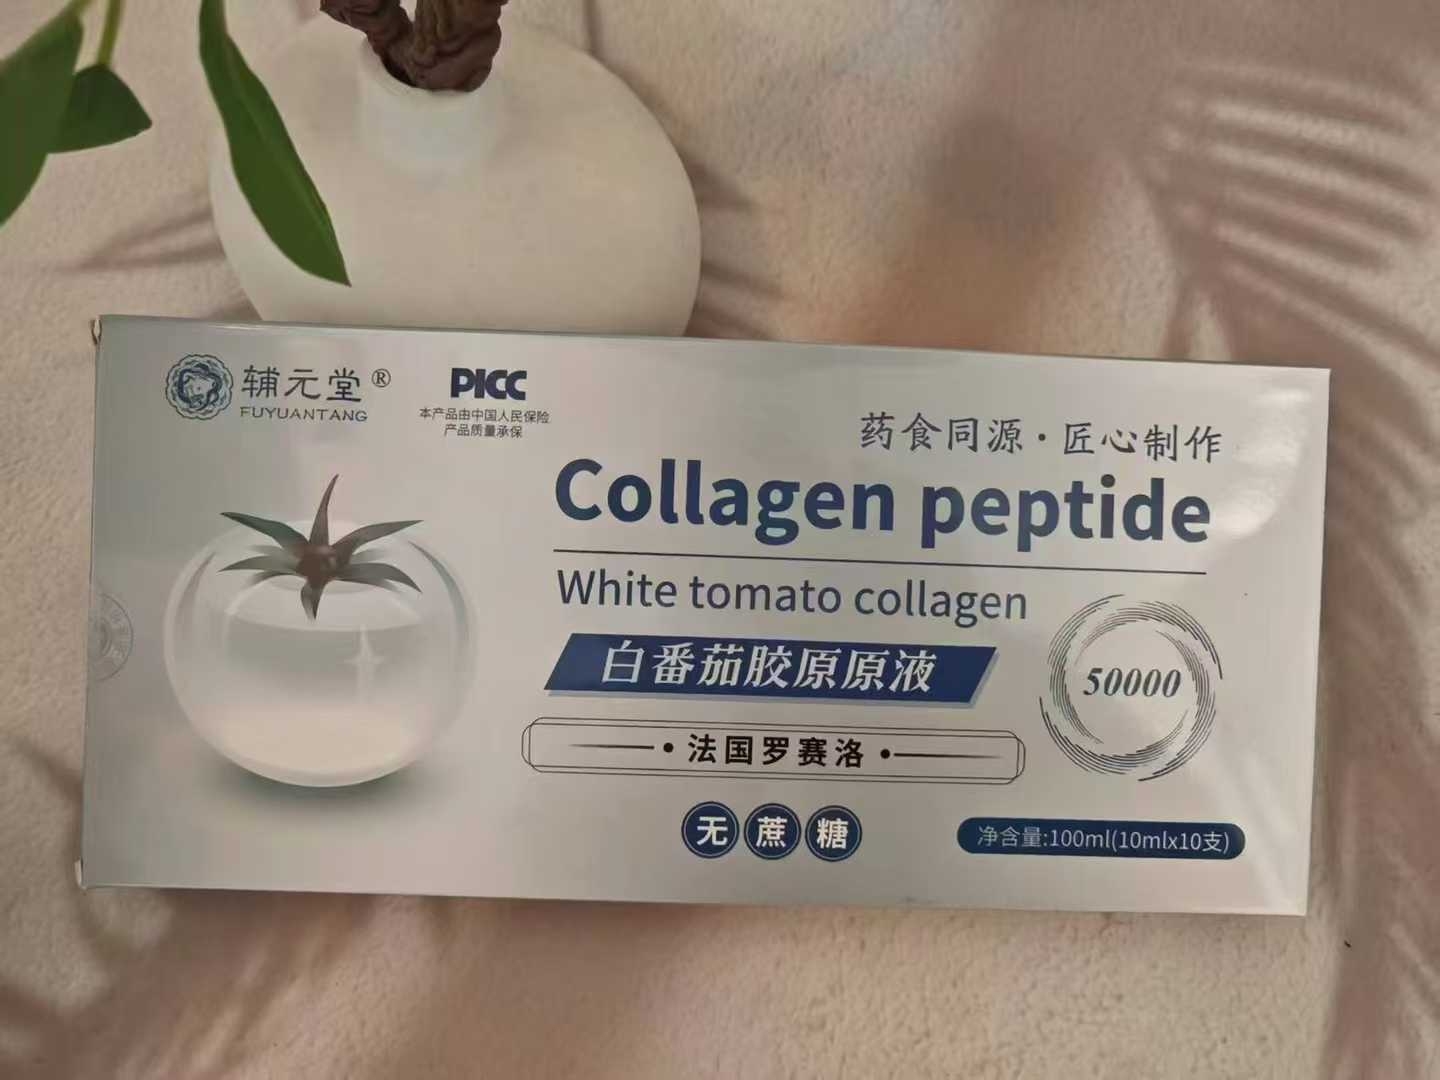 辅元堂®
FUYUANTANG
PICC
本产品由中国人民保险
产品质量承保
药食同源·匠心制作
Collagen peptide
White tomato collagen
白番茄胶原原液
50000
法国罗赛洛
无蔗糖
净含量:100ml(10mlx10支)